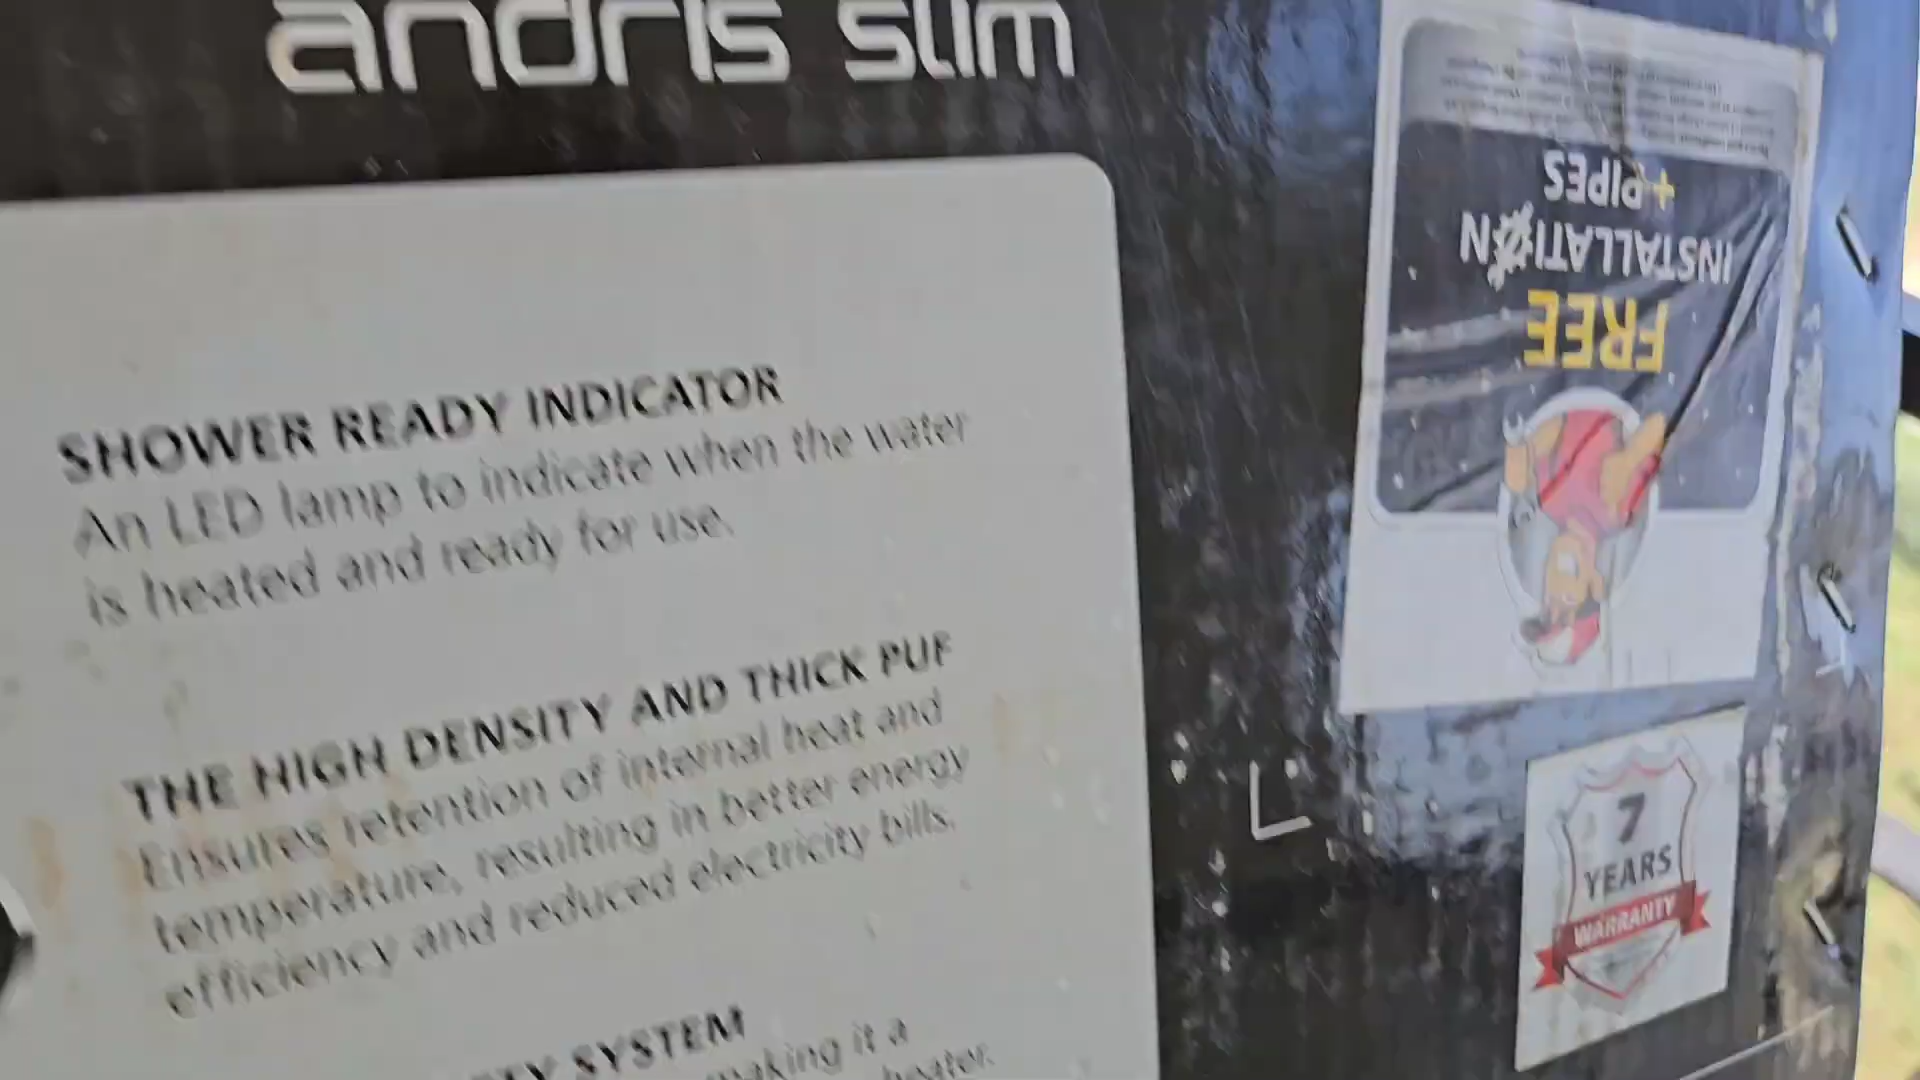 andris slim
SHOWER READY INDICATOR
An LED lamp to indicate when the water
is heated and ready for use.
THE HIGH DENSITY AND THICK PUF
Ensures retention of internal heat and
temperature, resulting in better energy
efficiency and reduced electricity bills.
SYSTEM
making it a
heater.
FREE
INSTALLATION
+ PIPES
7
YEARS
WARRANTY